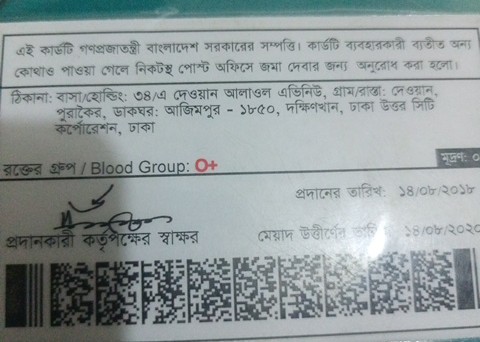 এই কার্ডটি গণপ্রজাতন্ত্রী বাংলাদেশ সরকারের সম্পত্তি। কার্ডটি ব্যবহারকারী ব্যতীত অন্য
কোথাও পাওয়া গেলে নিকটস্থ পোস্ট অফিসে জমা দেবার জন্য অনুরোধ করা হলো।
ঠিকানা: বাসা/হোল্ডিং: ৩৪/এ দেওয়ান আলাওল এভিনিউ, গ্রাম/রাস্তা: দেওয়ান,
পুরাকৈর, ডাকঘর: আজিমপুর - ১৮৫০, দক্ষিণখান, ঢাকা উত্তর সিটি
কর্পোরেশন, ঢাকা
রক্তের গ্রুপ / Blood Group: O+
মুদ্রণ: ০
প্রদানের তারিখ: ১৪/০৮/২০১৮
প্রদানকারী কর্তৃপক্ষের স্বাক্ষর
মেয়াদ উত্তীর্ণের তারিখ: ১৪/০৮/২০২০